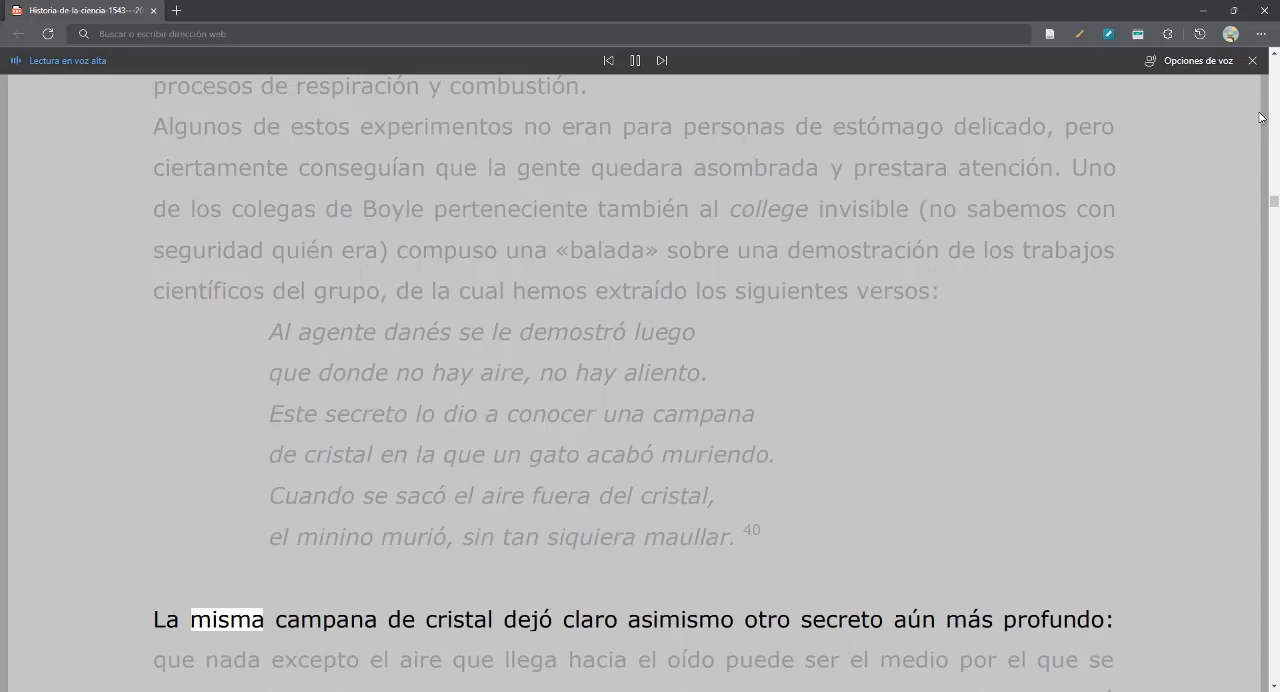 Historia-de-la-ciencia-1543---20
Buscar o escribir dirección web
Lectura en voz alta
Opciones de voz
procesos de respiración y combustión.
Algunos de estos experimentos no eran para personas de estómago delicado, pero
ciertamente conseguían que la gente quedara asombrada y prestara atención. Uno
de los colegas de Boyle perteneciente también al college invisible (no sabemos con
seguridad quién era) compuso una «balada» sobre una demostración de los trabajos
científicos del grupo, de la cual hemos extraído los siguientes versos:
Al agente danés se le demostró luego
que donde no hay aire, no hay aliento.
Este secreto lo dio a conocer una campana
de cristal en la que un gato acabó muriendo.
Cuando se sacó el aire fuera del cristal,
el minino murió, sin tan siquiera maullar. 40
La misma campana de cristal dejó claro asimismo otro secreto aún más profundo:
que nada excepto el aire que llega hacia el oído puede ser el medio por el que se